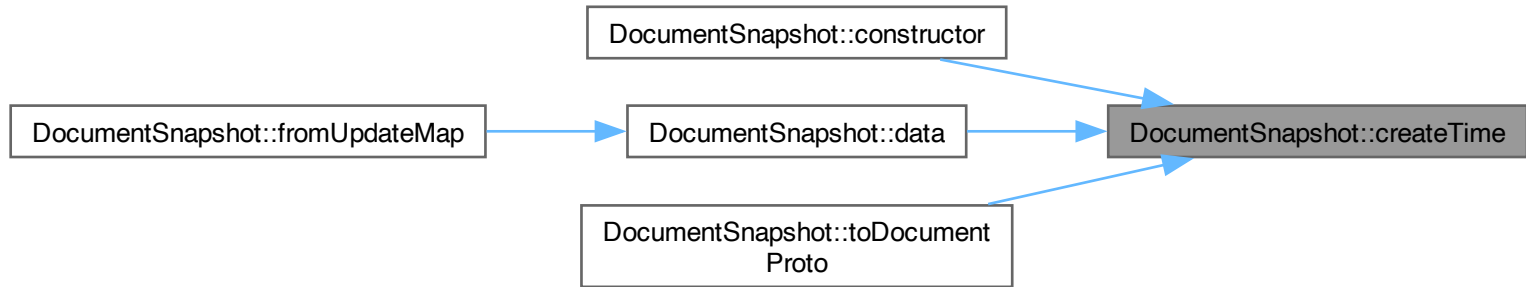 DocumentSnapshot::constructor
DocumentSnapshot::fromUpdateMap
DocumentSnapshot::data
DocumentSnapshot::createTime
DocumentSnapshot::toDocument
Proto